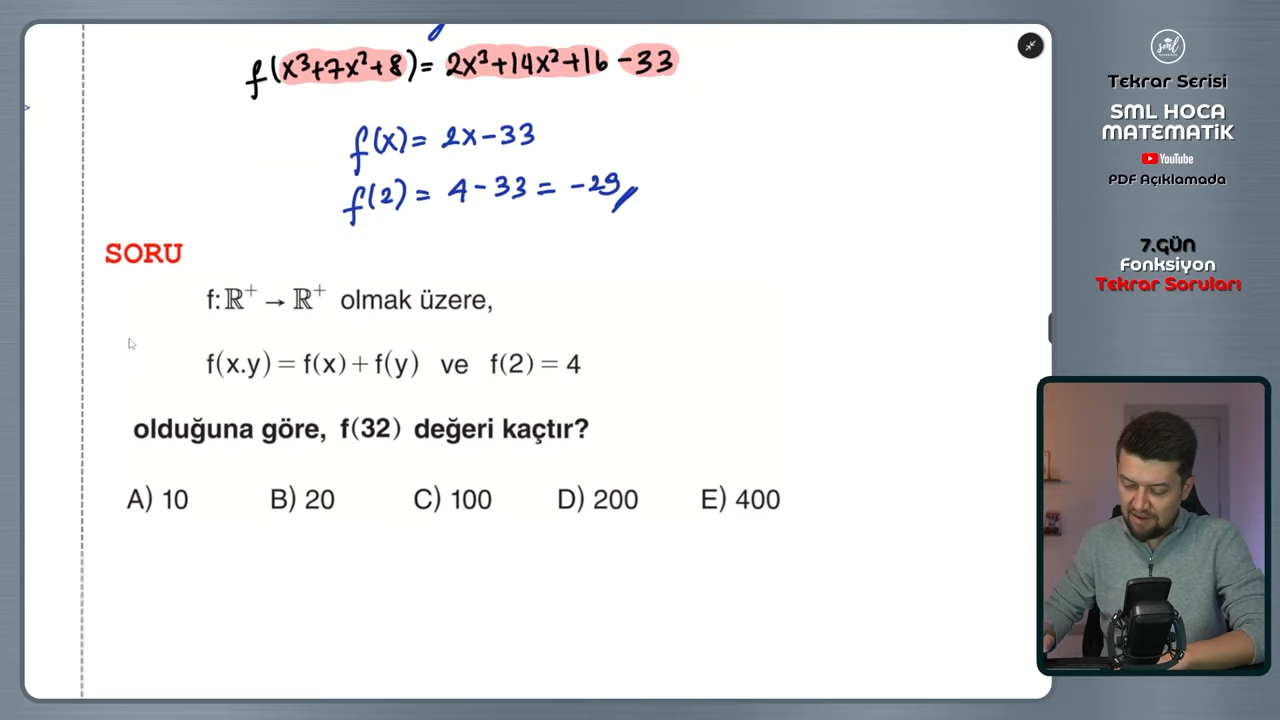 f(x³+7x²+8) = 2x³+14x²+16 -33
f(x) = 2x-33
f(2) = 4-33 = -29
SORU
f: ℝ⁺ → ℝ⁺ olmak üzere,
f(x.y) = f(x) + f(y) ve f(2) = 4
olduğuna göre, f(32) değeri kaçtır?
A) 10 B) 20 C) 100 D) 200 E) 400
sml
Tekrar Serisi
SML HOCA
MATEMATİK
YouTube
PDF Açıklamada
7.GÜN
Fonksiyon
Tekrar Soruları